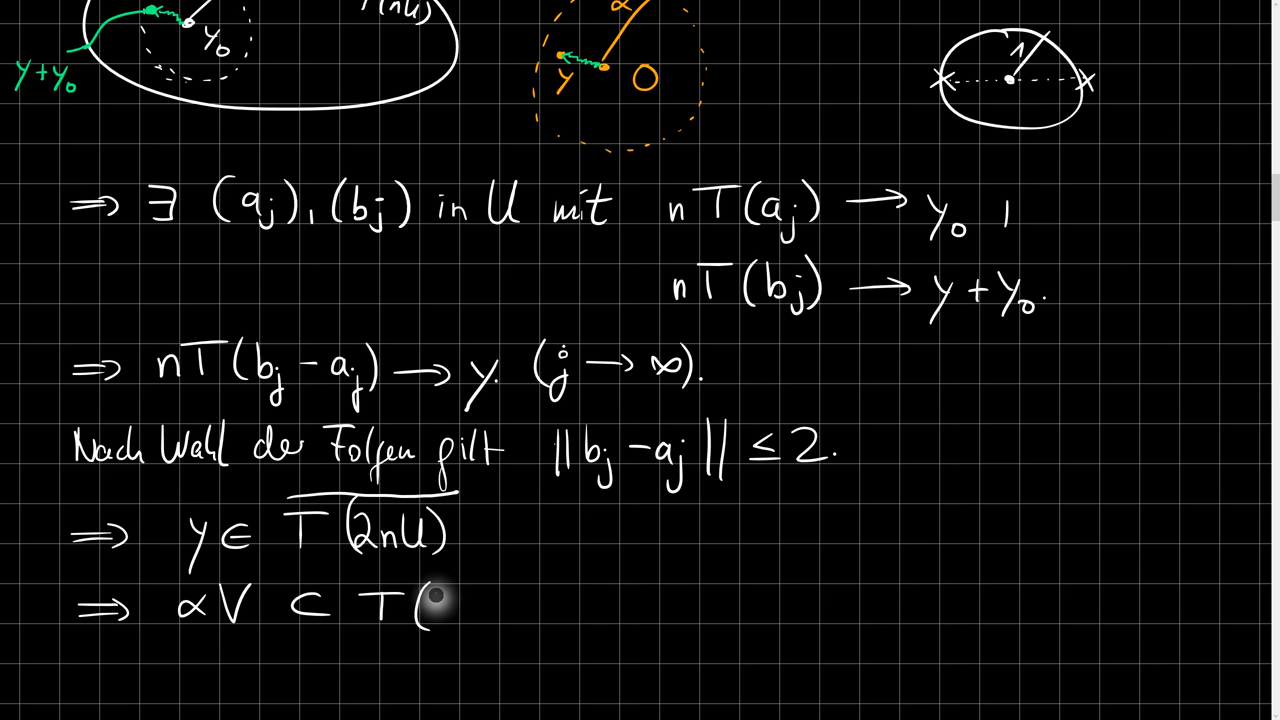 T(nU)
α
y₀
y+y₀
y
0
1
⇒ ∃ (aj), (bj) in U mit nT(aj) → y₀,
nT(bj) → y+y₀.
⇒ nT(bj − aj) → y. (j → ∞).
Nach Wahl der Folgen gilt ||bj − aj|| ≤ 2.
⇒ y ∈ \overline{T(2nU)}
⇒ αV ⊂ T(